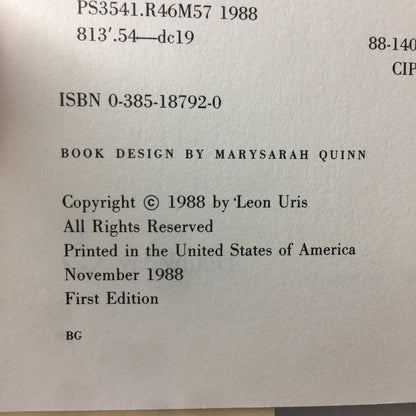 PS3541.R46M57 1988
813'.54—dc19
88-140
CIP
ISBN 0-385-18792-0
BOOK DESIGN BY MARYSARAH QUINN
Copyright © 1988 by Leon Uris
All Rights Reserved
Printed in the United States of America
November 1988
First Edition
BG